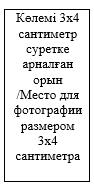 Көлемі 3х4
сантиметр
суретке
арналған
орын
/Место для
фотографии
размером
3х4
сантиметра